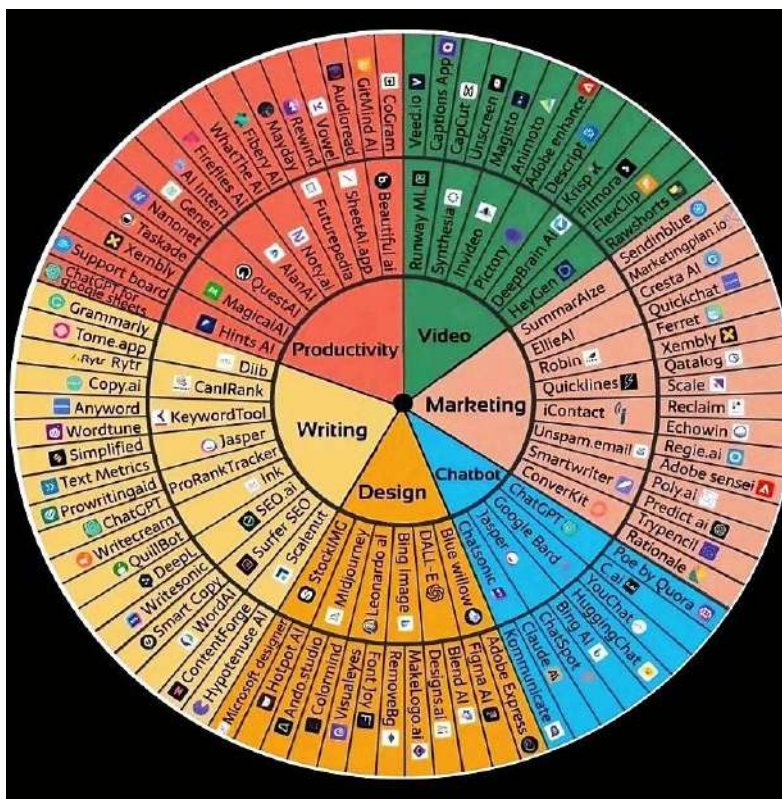 Productivity
CoGram
GitMind AI
Audioread
Vowel
Rewind
Mayday
Fibery AI
WhatThe AI
Fireflies AI
AI Intern
Genei
Nanonet
Taskade
Xembly
Support board
ChatGPT for
google sheets
Beautiful ai
SheetAi.app
Futurepedia
Noty.ai
AlanAI
QuestAI
MagicalAI
Hints AI
Video
Veed.io
Captions App
CapCut
Unscreen
Magisto
Animoto
Adobe enhance
Descript
Krisp
Filmora
FlexClip
Rawshorts
Runway ML
Synthesia
Invideo
Pictory
DeepBrain AI
HeyGen
Marketing
Sendinblue
Marketingplan.io
Cresta AI
Quickchat
Ferret
Xembly
Qatalog
Scale
Reclaim
Echowin
Regie.ai
Adobe sensei
Poly.ai
Predict ai
Trypencil
Rationale
SummarAIze
EllieAI
Robin
Quicklines
iContact
Unspam.email
Smartwriter
ConverKit
Chatbot
ChatGPT
Google Bard
Jasper
Chatsonic
Poe by Quora
C.ai
YouChat
HuggingChat
Bing AI
ChatSpot
Claude
Kommunicate
Design
Blue willow
DALL-E
Bing Image
Leonardo ai
Midjourney
StockIMG
Adobe Express
Figma AI
Blend AI
Designs.ai
MakeLogo.ai
RemoveBg
Font Joy
Visualeyes
Colormind
Ando.studio
Hotpot AI
Microsoft designer
Writing
Diib
CanIRank
KeywordTool
Jasper
ProRankTracker
Ink
SEO.ai
Surfer SEO
Scalenut
Grammarly
Tome.app
Rytr Rytr
Copy.ai
Anyword
Wordtune
Simplified
Text Metrics
Prowritingaid
ChatGPT
Writecream
QuillBot
DeepL
Writesonic
Smart Copy
WordAi
ContentForge
Hypotenuse AI